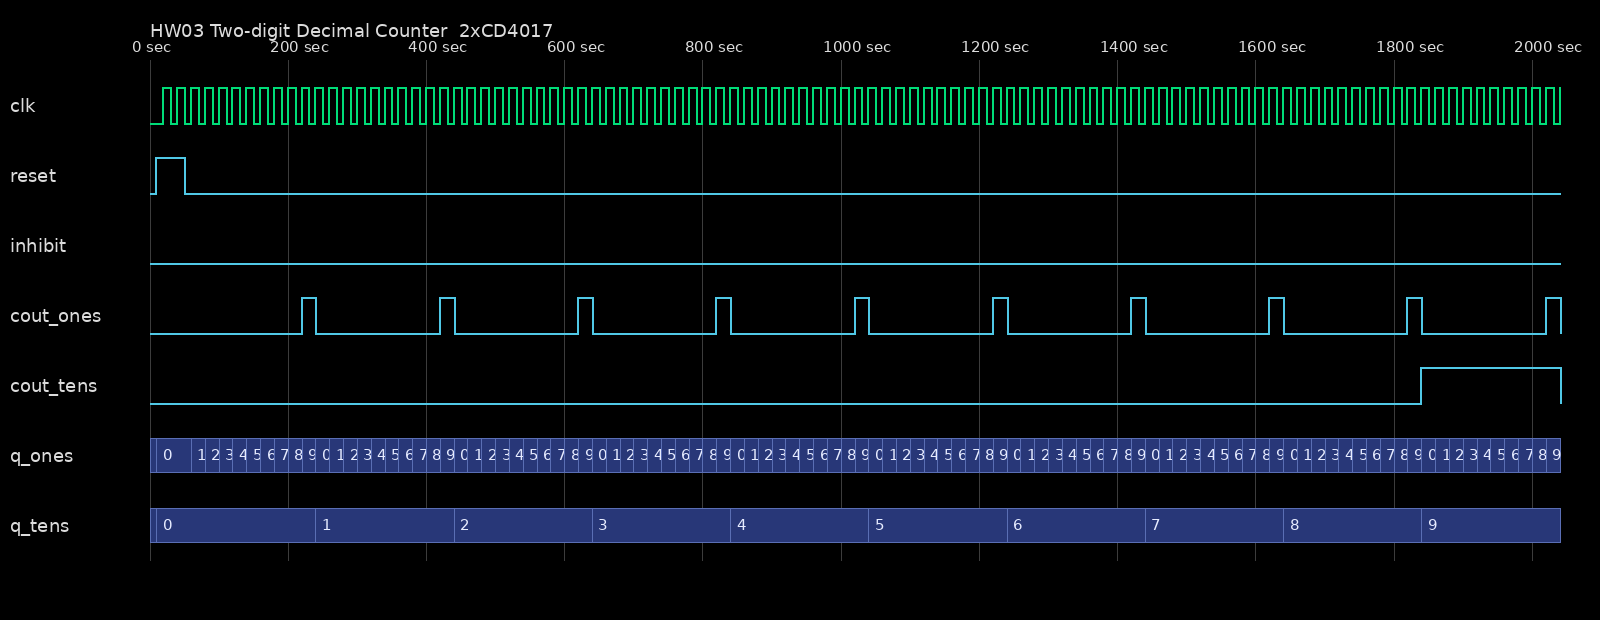 HW03 Two-digit Decimal Counter 2xCD4017
0 sec 200 sec 400 sec 600 sec 800 sec 1000 sec 1200 sec 1400 sec 1600 sec 1800 sec 2000 sec
clk
reset
inhibit
cout_ones
cout_tens
q_ones 0 1 2 3 4 5 6 7 8 9 0 1 2 3 4 5 6 7 8 9 0 1 2 3 4 5 6 7 8 9 0 1 2 3 4 5 6 7 8 9 0 1 2 3 4 5 6 7 8 9 0 1 2 3 4 5 6 7 8 9 0 1 2 3 4 5 6 7 8 9 0 1 2 3 4 5 6 7 8 9 0 1 2 3 4 5 6 7 8 9 0 1 2 3 4 5 6 7 8 9
q_tens 0 1 2 3 4 5 6 7 8 9